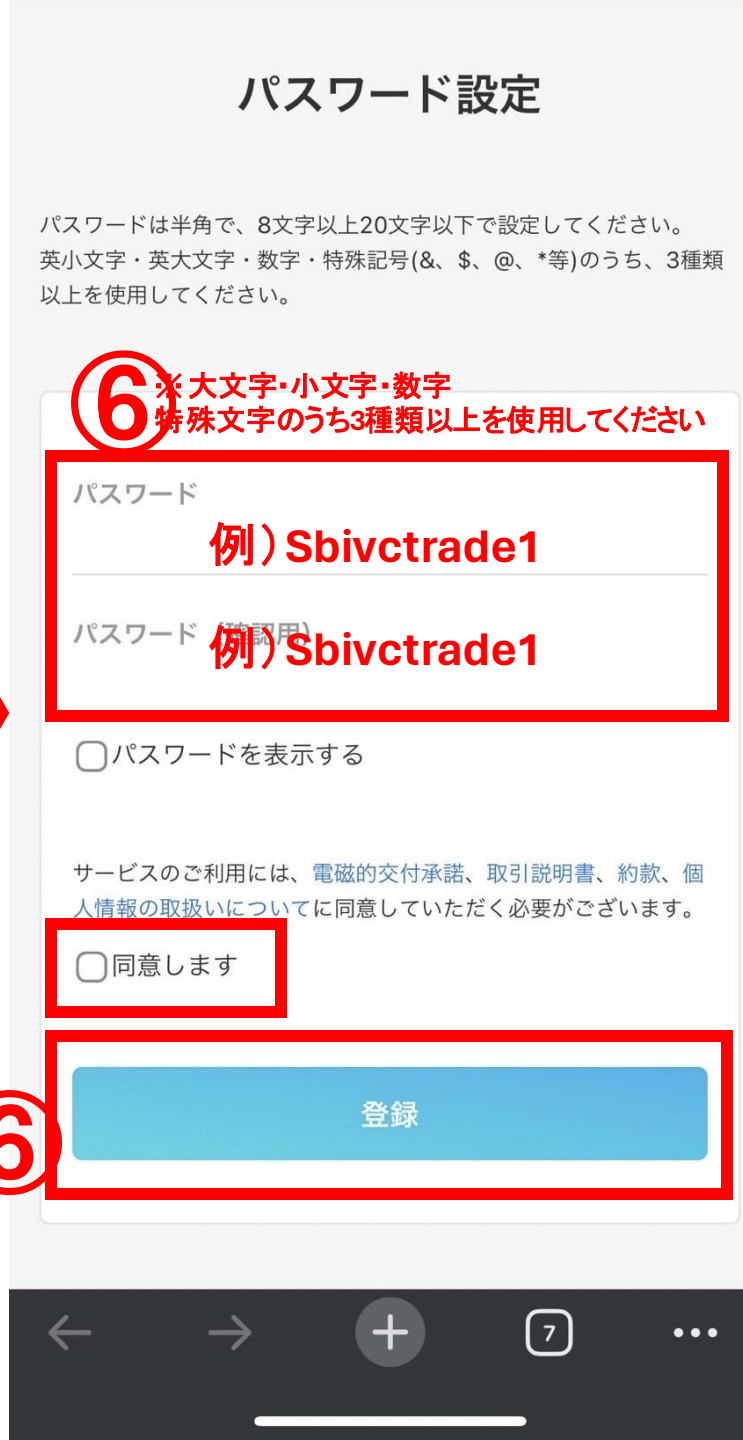 パスワード設定
パスワードは半角で、8文字以上20文字以下で設定してください。
英小文字・英大文字・数字・特殊記号(&、$、@、*等)のうち、3種類
以上を使用してください。
⑥
※大文字・小文字・数字
特殊文字のうち3種類以上を使用してください
パスワード
例）Sbivctrade1
パスワード（確認用）
例）Sbivctrade1
パスワードを表示する
サービスのご利用には、電磁的交付承諾、取引説明書、約款、個
人情報の取扱いについてに同意していただく必要がございます。
同意します
⑥
登録
7